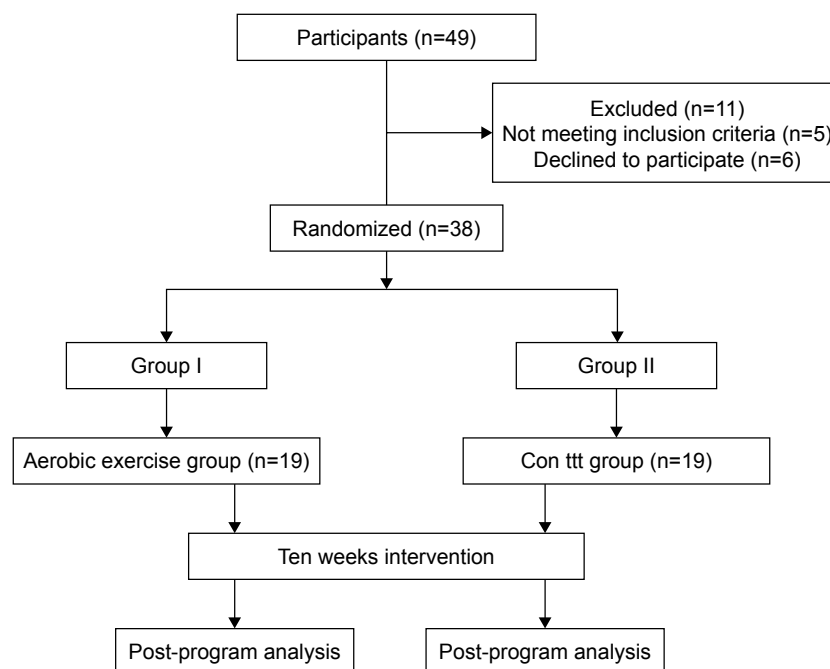 Participants (n=49)
Excluded (n=11)
Not meeting inclusion criteria (n=5)
Declined to participate (n=6)
Randomized (n=38)
Group I
Group II
Aerobic exercise group (n=19)
Con ttt group (n=19)
Ten weeks intervention
Post-program analysis
Post-program analysis